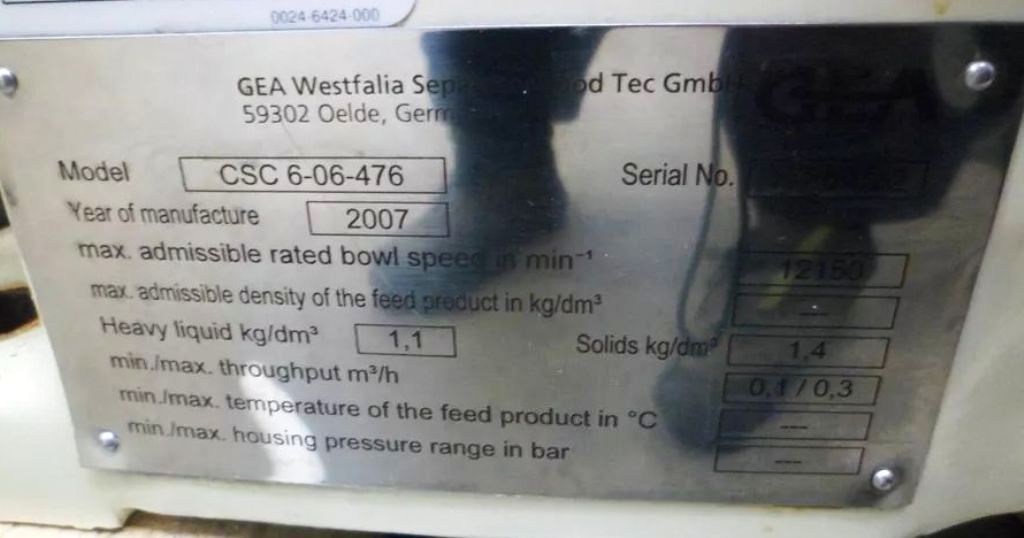 0024-6424-000
GEA Westfalia Food Tec GmbH
GEA
59302 Oelde,
Model CSC 6-06-476 Serial No.
Year of manufacture 2007
max. admissible rated bowl speed in min⁻¹ 12150
max. admissible density of the feed product in kg/dm³ ---
Heavy liquid kg/dm³ 1,1 Solids kg/dm³ 1,4
min./max. throughput m³/h 0,1 / 0,3
min./max. temperature of the feed product in °C ---
min./max. housing pressure range in bar ---